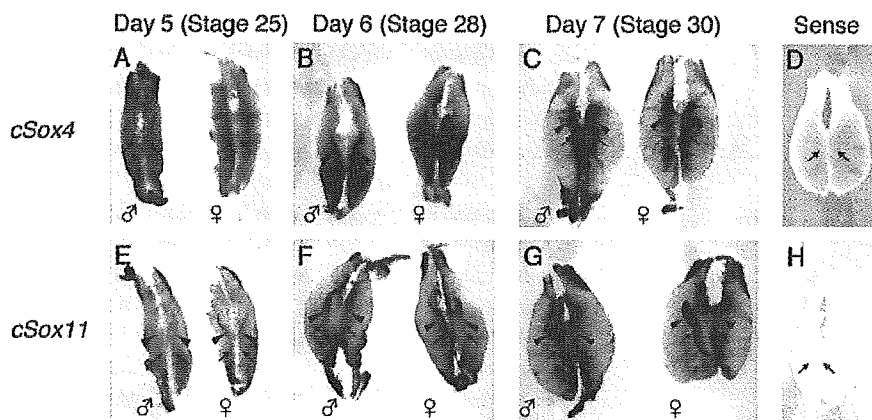 Day 5 (Stage 25) Day 6 (Stage 28) Day 7 (Stage 30) Sense
A B C D
cSox4
♂ ♀ ♂ ♀ ♂ ♀
E F G H
cSox11
♂ ♀ ♂ ♀ ♂ ♀